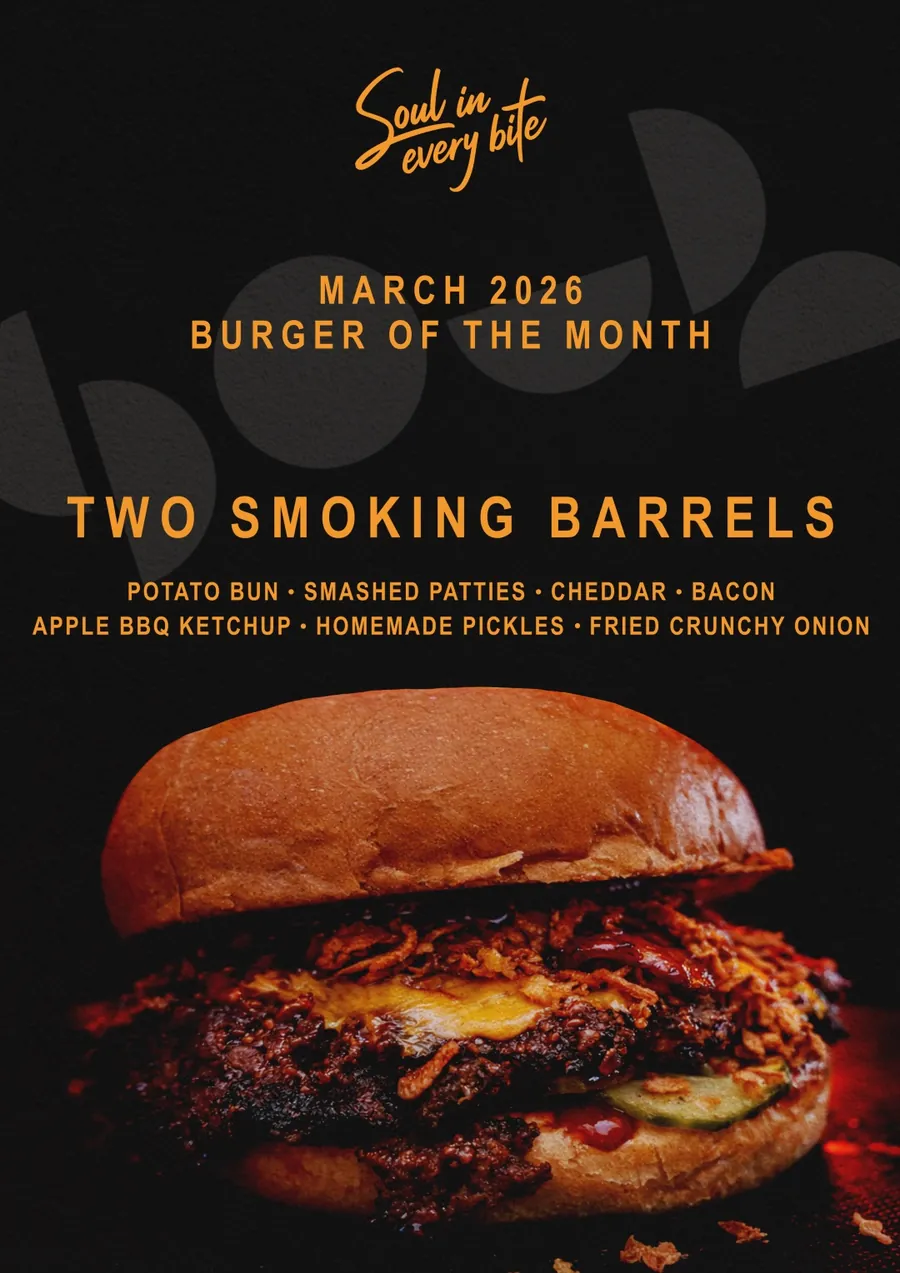 Soul in
every bite
MARCH 2026
BURGER OF THE MONTH
TWO SMOKING BARRELS
POTATO BUN • SMASHED PATTIES • CHEDDAR • BACON
APPLE BBQ KETCHUP • HOMEMADE PICKLES • FRIED CRUNCHY ONION